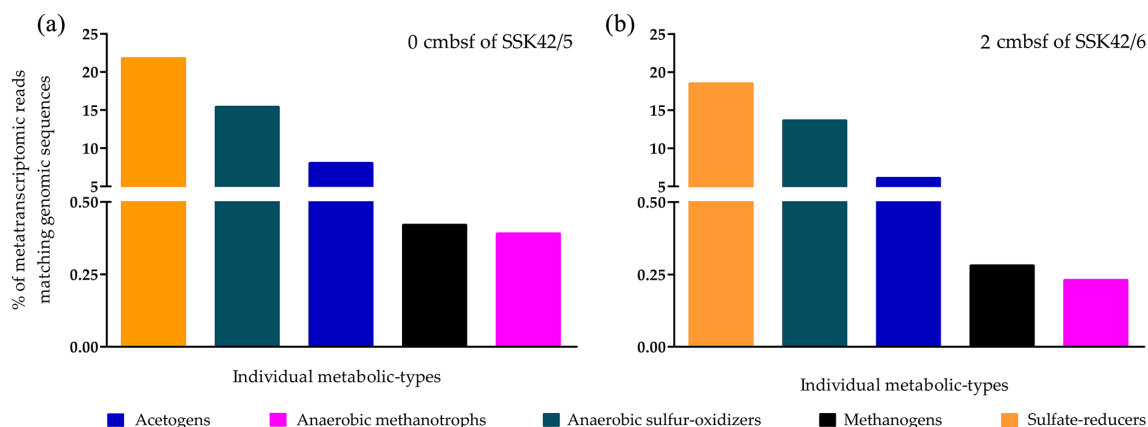 (a)
0 cmbsf of SSK42/5
% of metatranscriptomic reads
matching genomic sequences
25
20
15
10
5
0.50
0.25
0.00
Individual metabolic-types
(b)
2 cmbsf of SSK42/6
25
20
15
10
5
0.50
0.25
0.00
Individual metabolic-types
Acetogens
Anaerobic methanotrophs
Anaerobic sulfur-oxidizers
Methanogens
Sulfate-reducers